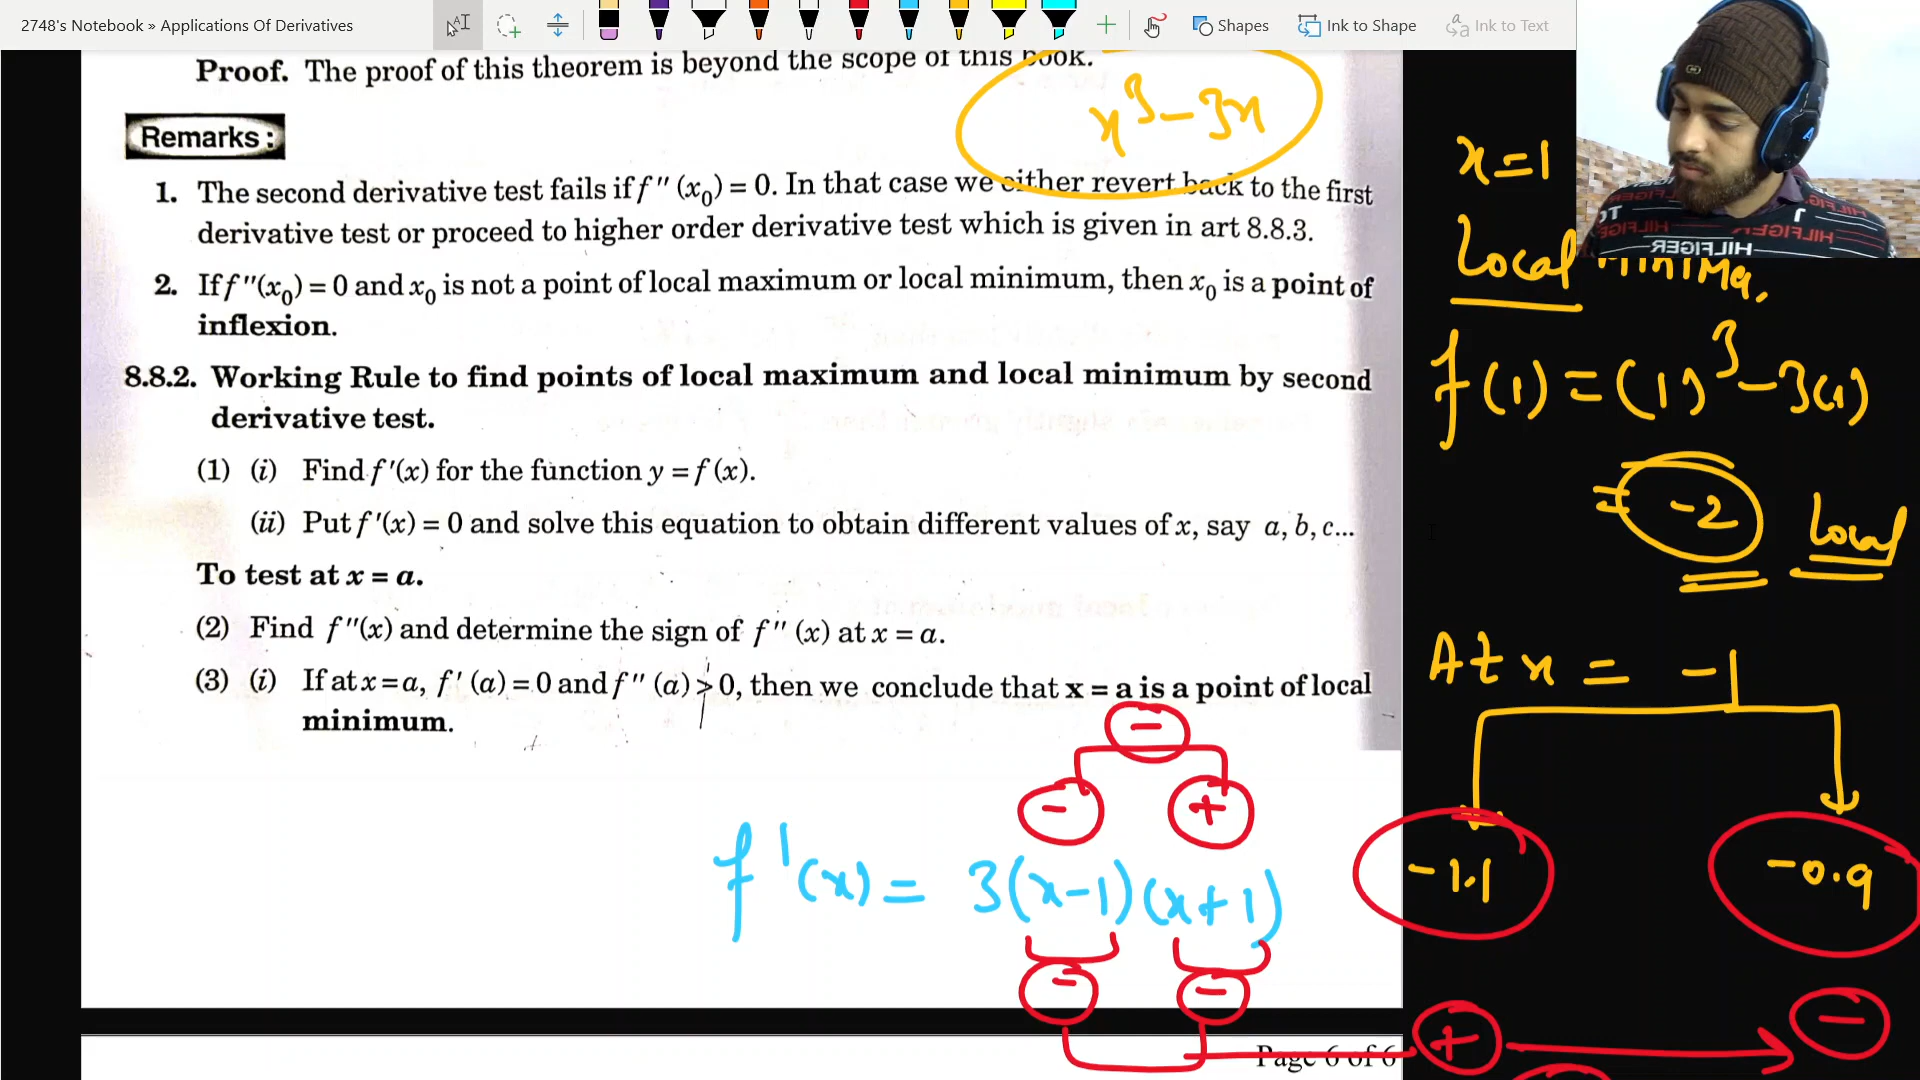 2748's Notebook » Applications Of Derivatives
Shapes
Ink to Shape
Ink to Text
Proof. The proof of this theorem is beyond the scope of this book.
x³ - 3x
Remarks :
1. The second derivative test fails if f "(x₀) = 0. In that case we either revert back to the first
derivative test or proceed to higher order derivative test which is given in art 8.8.3.
2. If f "(x₀) = 0 and x₀ is not a point of local maximum or local minimum, then x₀ is a point of
inflexion.
8.8.2. Working Rule to find points of local maximum and local minimum by second
derivative test.
(1) (i) Find f '(x) for the function y = f (x).
(ii) Put f '(x) = 0 and solve this equation to obtain different values of x, say a, b, c...
To test at x = a.
(2) Find f "(x) and determine the sign of f " (x) at x = a.
(3) (i) If at x = a, f ' (a) = 0 and f " (a) > 0, then we conclude that x = a is a point of local
minimum.
-
- +
f'(x) = 3(x-1)(x+1)
- -
Page 6 of 6
x=1
Local minima.
f(1) = (1)³ - 3(1)
= -2 Local
At x = -1
-1.1 -0.9
+ -
HILFIGER